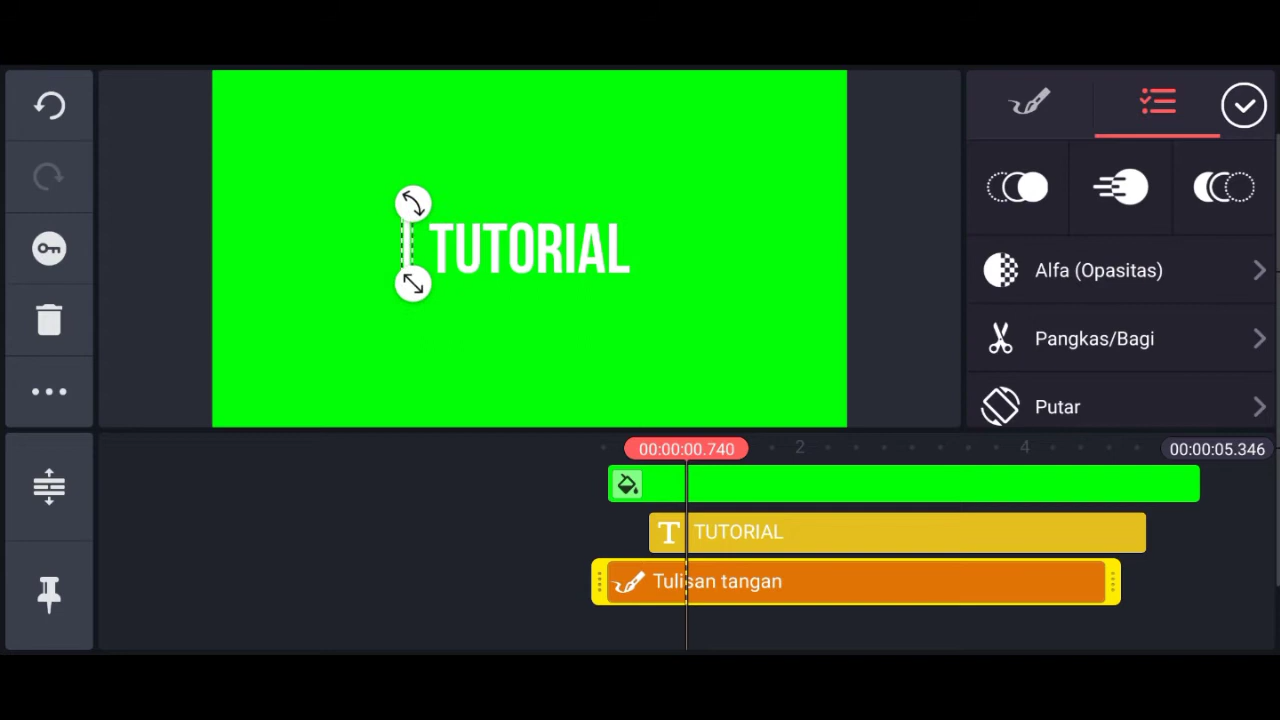 TUTORIAL
Alfa (Opasitas)
Pangkas/Bagi
Putar
00:00:00.740
2
4
00:00:05.346
T TUTORIAL
Tulisan tangan